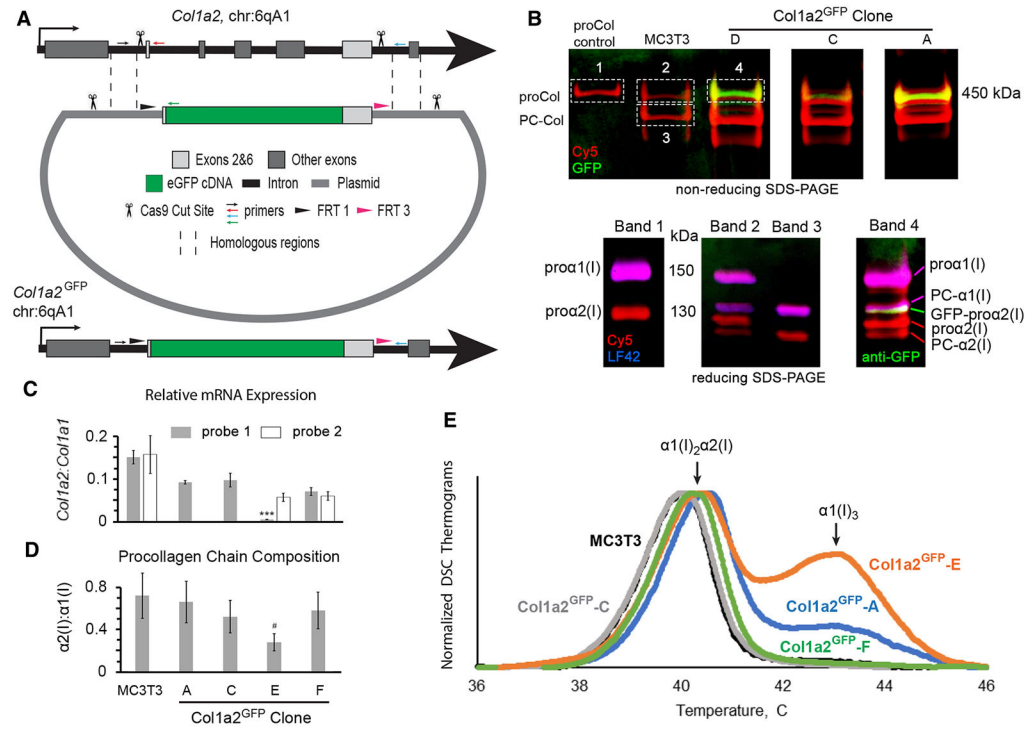 A
Col1a2, chr:6qA1
Exons 2&6
Other exons
eGFP cDNA
Intron
Plasmid
Cas9 Cut Site
primers
FRT 1
FRT 3
Homologous regions
Col1a2GFP
chr:6qA1
B
proCol
control
MC3T3
Col1a2GFP Clone
D
C
A
1
2
4
proCol
450 kDa
PC-Col
3
Cy5
GFP
non-reducing SDS-PAGE
Band 1
kDa
Band 2
Band 3
Band 4
proα1(I)
150
proα1(I)
PC-α1(I)
proα2(I)
130
GFP-proα2(I)
proα2(I)
Cy5
LF42
anti-GFP
PC-α2(I)
reducing SDS-PAGE
C
Relative mRNA Expression
probe 1
probe 2
Col1a2:Col1a1
0.2
0.1
0
***
D
Procollagen Chain Composition
α2(I):α1(I)
0.8
0.4
0
#
MC3T3
A
C
E
F
Col1a2GFP Clone
E
Normalized DSC Thermograms
α1(I)2α2(I)
α1(I)3
MC3T3
Col1a2GFP-E
Col1a2GFP-C
Col1a2GFP-A
Col1a2GFP-F
36
38
40
42
44
46
Temperature, C